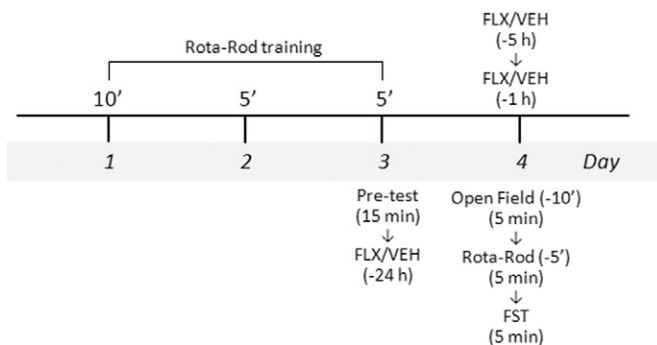 FLX/VEH
(-5 h)
↓
Rota-Rod training
FLX/VEH
10’ 5’ 5’ (-1 h)
1 2 3 4 Day
Pre-test
(15 min)
↓
FLX/VEH
(-24 h)
Open Field (-10’)
(5 min)
↓
Rota-Rod (-5’)
(5 min)
↓
FST
(5 min)